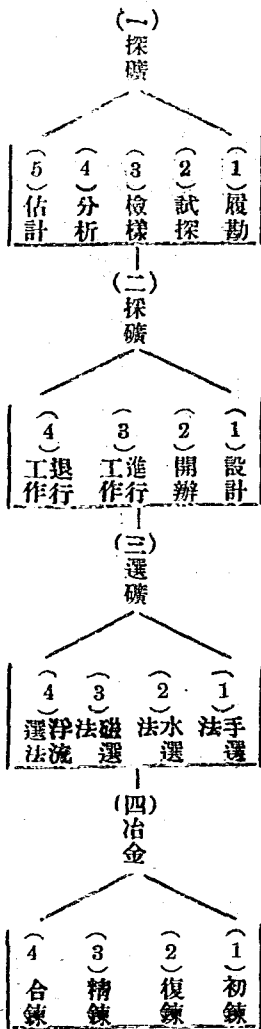 (一)探礦
(1)履勘
(2)試探
(3)檢樣
(4)分析
(5)估計
(二)採礦
(1)設計
(2)開辦
(3)進行工作
(4)退行工作
(三)選礦
(1)手選法
(2)水選法
(3)磁選法
(4)浮流選法
(四)冶金
(1)初鍊
(2)復鍊
(3)精鍊
(4)合鍊